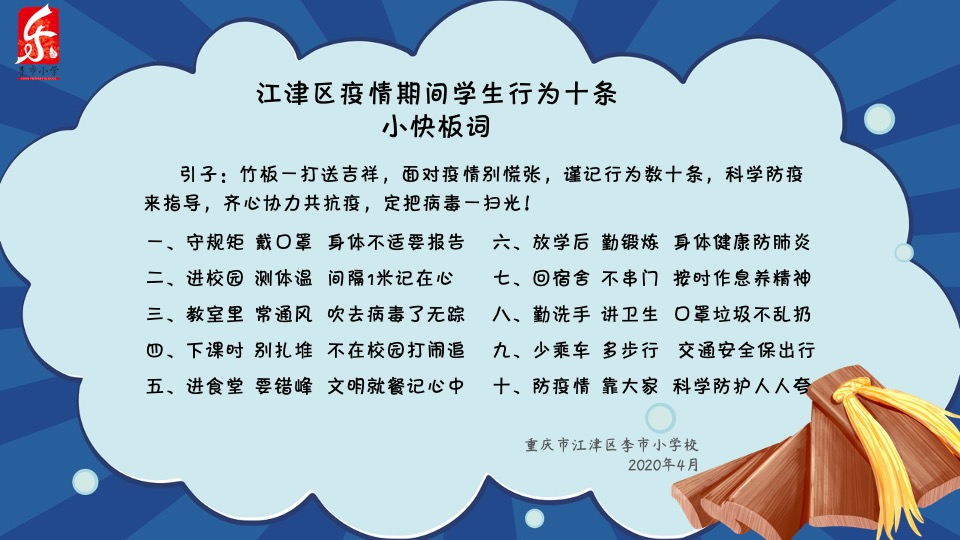 乐
李市小学
江津区疫情期间学生行为十条
小快板词
引子：竹板一打送吉祥，面对疫情别慌张，谨记行为数十条，科学防疫
来指导，齐心协力共抗疫，定把病毒一扫光！
一、守规矩 戴口罩 身体不适要报告
二、进校园 测体温 间隔1米记在心
三、教室里 常通风 吹去病毒了无踪
四、下课时 别扎堆 不在校园打闹追
五、进食堂 要错峰 文明就餐记心中
六、放学后 勤锻炼 身体健康防肺炎
七、回宿舍 不串门 按时作息养精神
八、勤洗手 讲卫生 口罩垃圾不乱扔
九、少乘车 多步行 交通安全保出行
十、防疫情 靠大家 科学防护人人夸
重庆市江津区李市小学校
2020年4月